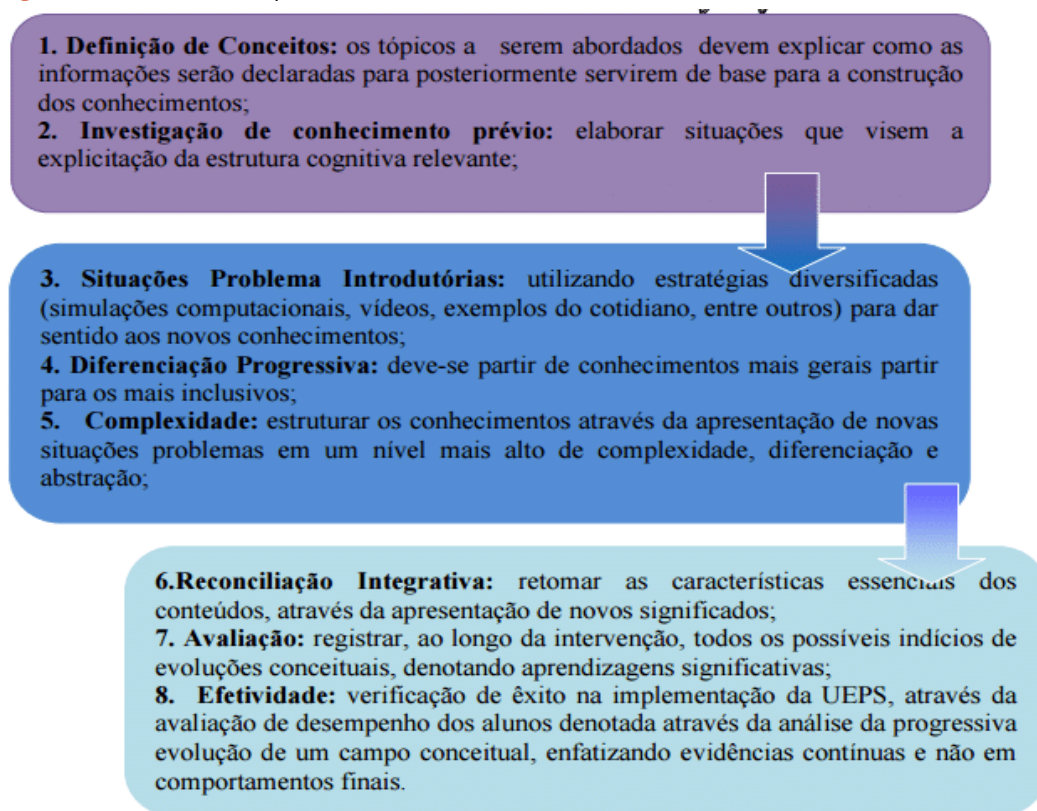 1. Definição de Conceitos: os tópicos a serem abordados devem explicar como as
informações serão declaradas para posteriormente servirem de base para a construção
dos conhecimentos;
2. Investigação de conhecimento prévio: elaborar situações que visem a
explicitação da estrutura cognitiva relevante;
3. Situações Problema Introdutórias: utilizando estratégias diversificadas
(simulações computacionais, vídeos, exemplos do cotidiano, entre outros) para dar
sentido aos novos conhecimentos;
4. Diferenciação Progressiva: deve-se partir de conhecimentos mais gerais partir
para os mais inclusivos;
5. Complexidade: estruturar os conhecimentos através da apresentação de novas
situações problemas em um nível mais alto de complexidade, diferenciação e
abstração;
6.Reconciliação Integrativa: retomar as características essenciais dos
conteúdos, através da apresentação de novos significados;
7. Avaliação: registrar, ao longo da intervenção, todos os possíveis indícios de
evoluções conceituais, denotando aprendizagens significativas;
8. Efetividade: verificação de êxito na implementação da UEPS, através da
avaliação de desempenho dos alunos denotada através da análise da progressiva
evolução de um campo conceitual, enfatizando evidências contínuas e não em
comportamentos finais.